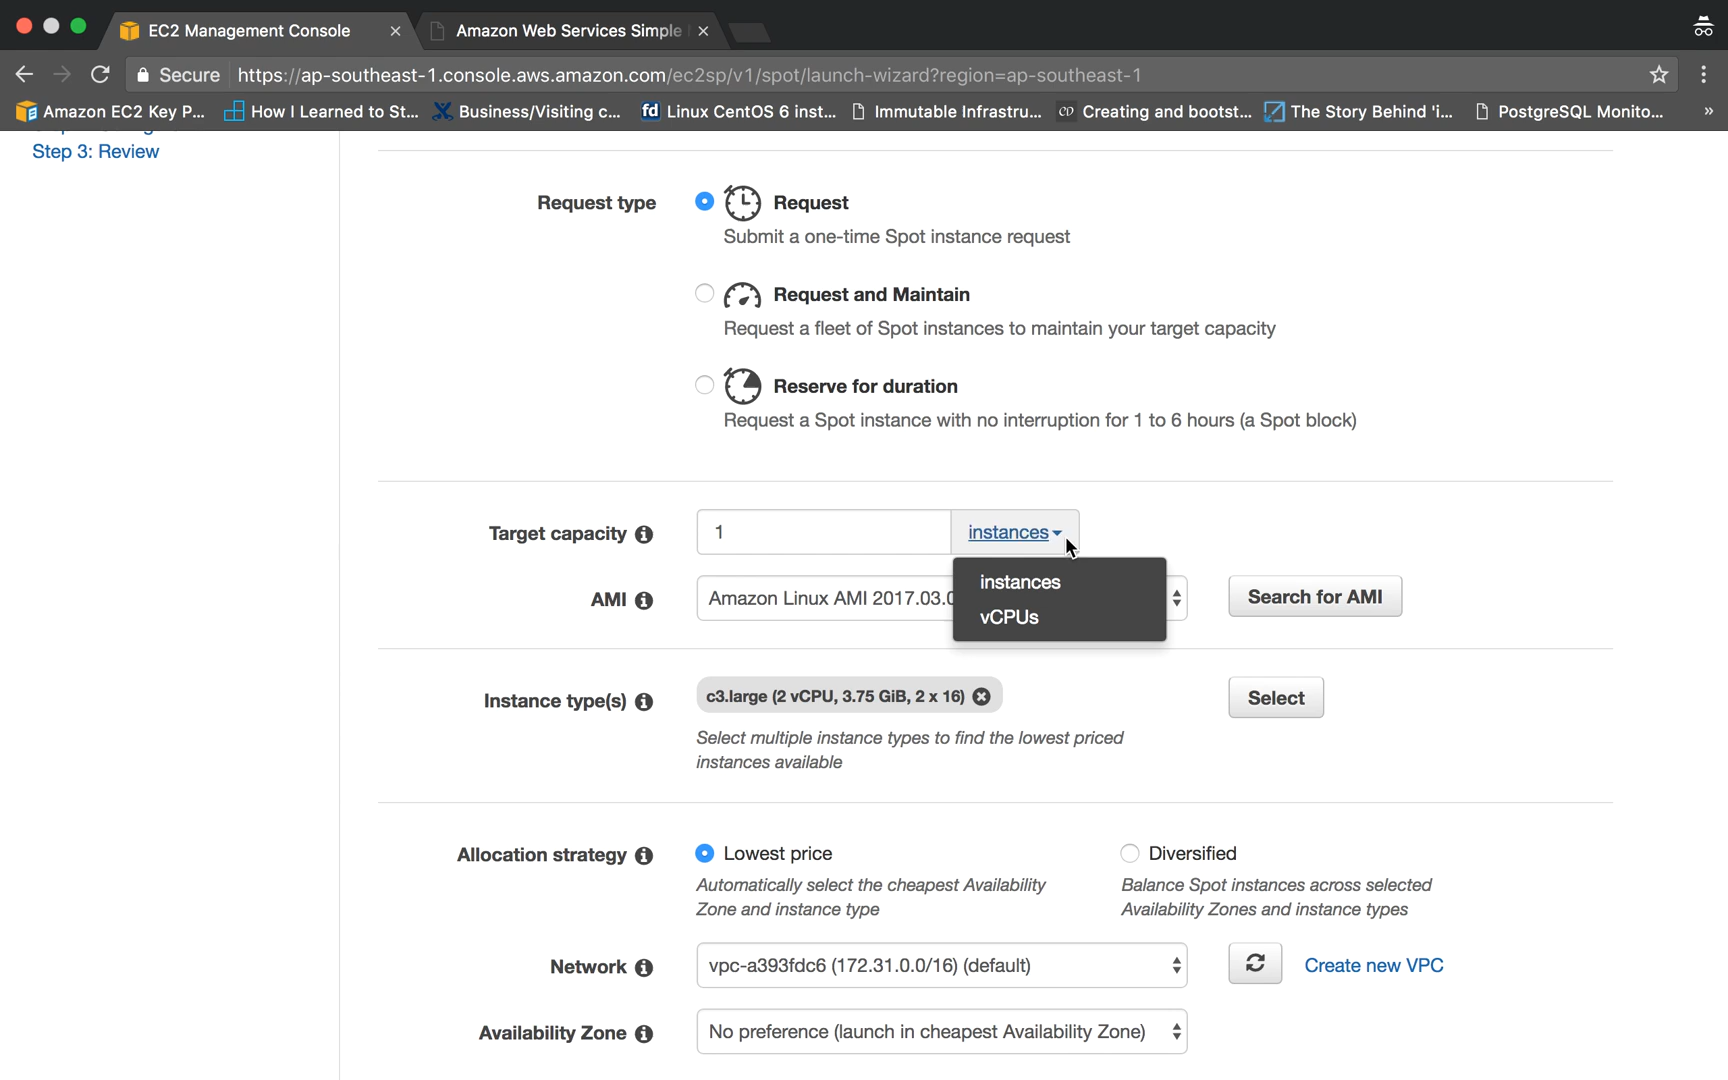 EC2 Management Console
Amazon Web Services Simple
Secure
https://ap-southeast-1.console.aws.amazon.com/ec2sp/v1/spot/launch-wizard?region=ap-southeast-1
Amazon EC2 Key P...
How I Learned to St...
Business/Visiting c...
fd Linux CentOS 6 inst...
Immutable Infrastru...
Creating and bootst...
The Story Behind 'i...
PostgreSQL Monito...
»
Step 3: Review
Request type
Request
Submit a one-time Spot instance request
Request and Maintain
Request a fleet of Spot instances to maintain your target capacity
Reserve for duration
Request a Spot instance with no interruption for 1 to 6 hours (a Spot block)
Target capacity
1
instances
instances
vCPUs
AMI
Amazon Linux AMI 2017.03.0
Search for AMI
Instance type(s)
c3.large (2 vCPU, 3.75 GiB, 2 x 16)
Select
Select multiple instance types to find the lowest priced
instances available
Allocation strategy
Lowest price
Automatically select the cheapest Availability
Zone and instance type
Diversified
Balance Spot instances across selected
Availability Zones and instance types
Network
vpc-a393fdc6 (172.31.0.0/16) (default)
Create new VPC
Availability Zone
No preference (launch in cheapest Availability Zone)